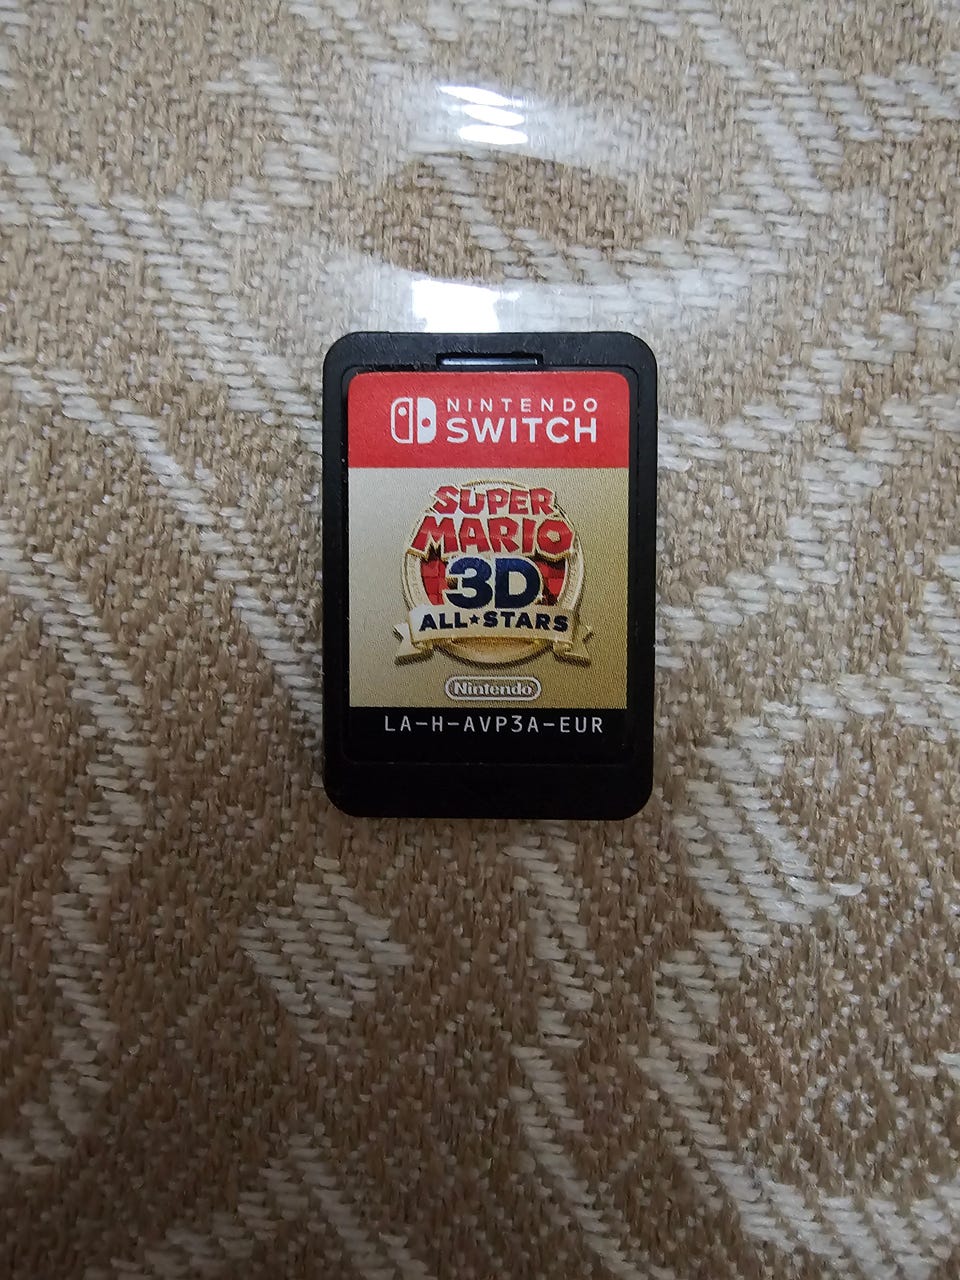 NINTENDO
SWITCH
SUPER
MARIO
3D
ALL★STARS
Nintendo
LA-H-AVP3A-EUR